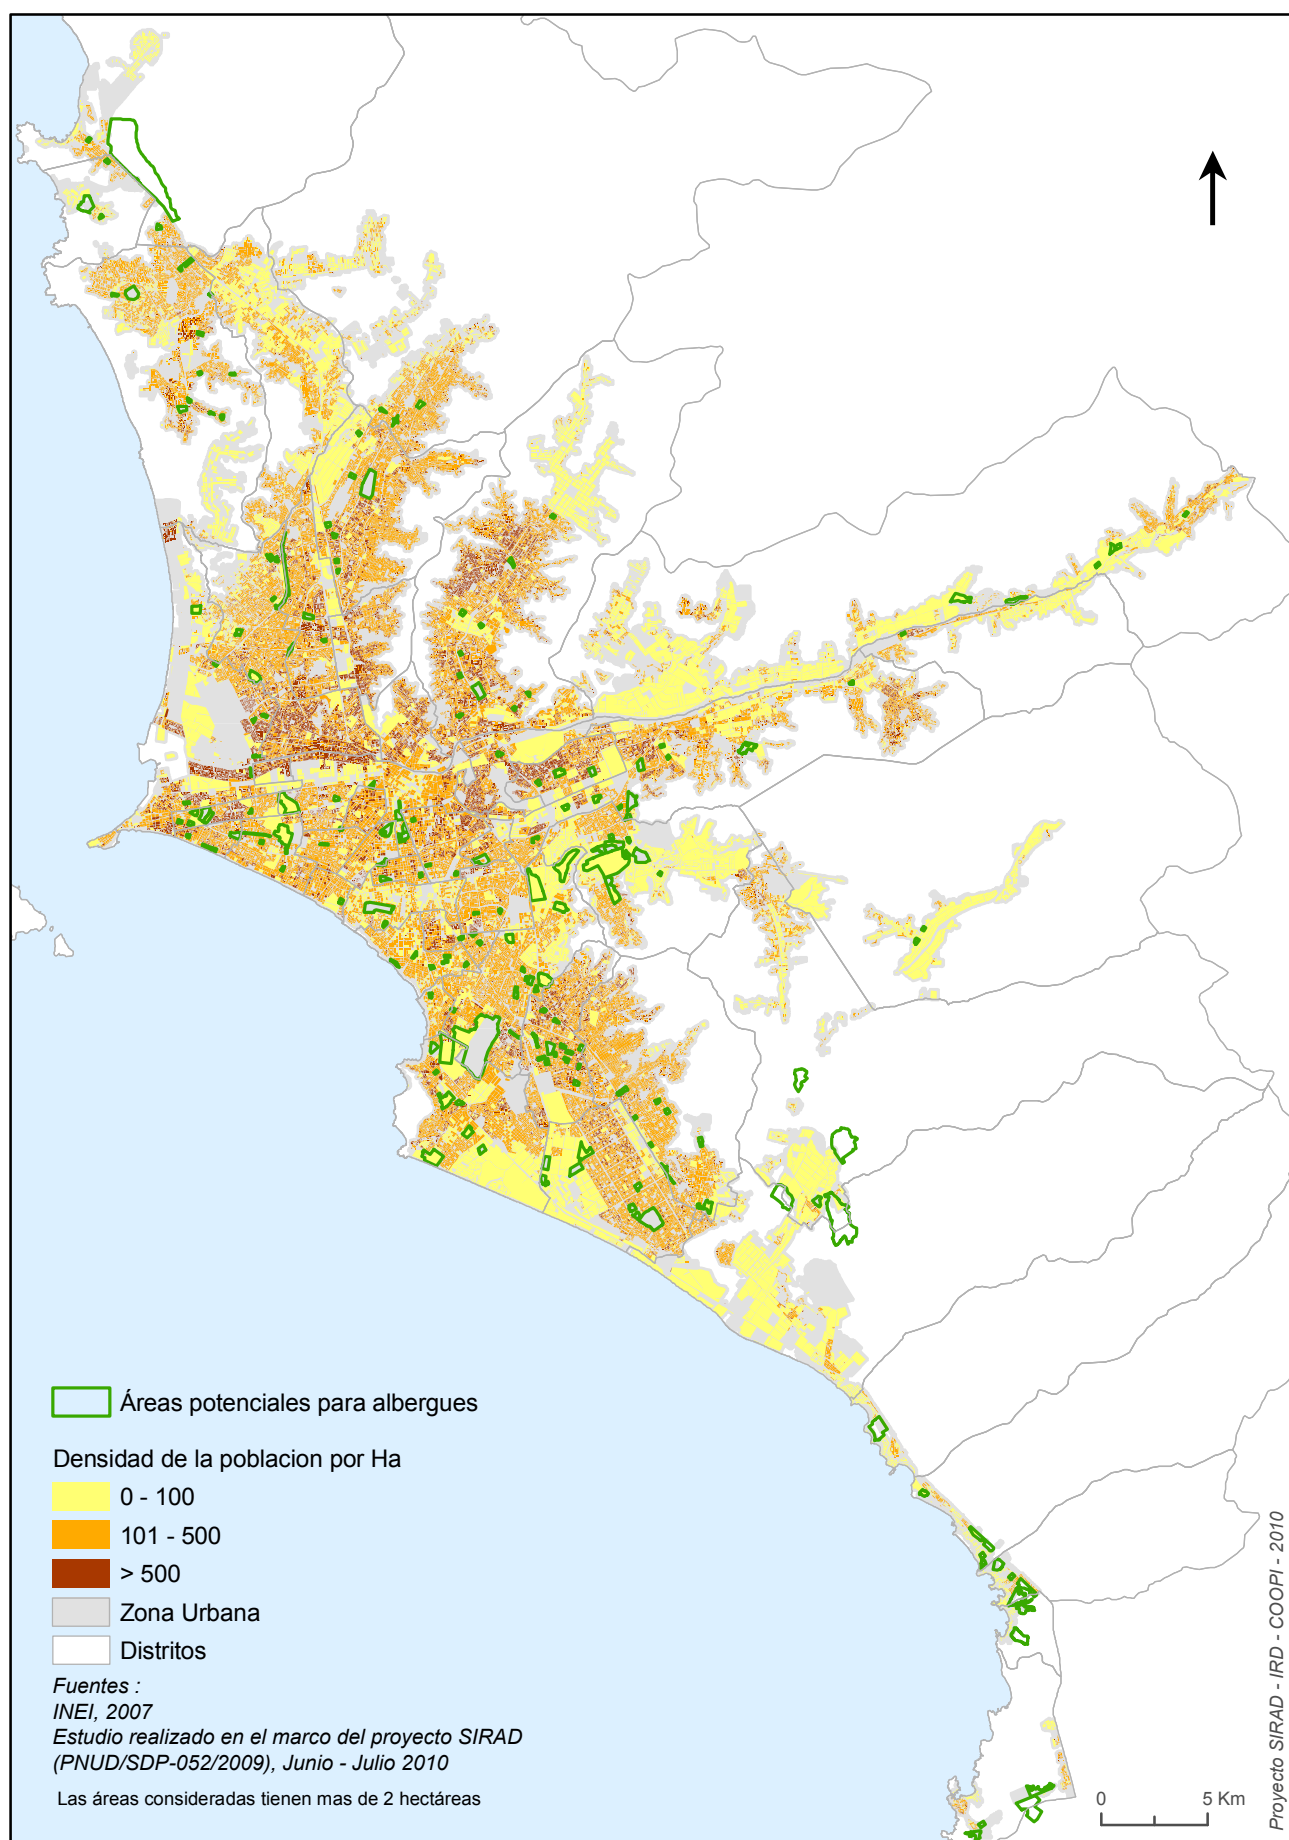 Áreas potenciales para albergues
Densidad de la poblacion por Ha
0 - 100
101 - 500
> 500
Zona Urbana
Distritos
Fuentes :
INEI, 2007
Estudio realizado en el marco del proyecto SIRAD
(PNUD/SDP-052/2009), Junio - Julio 2010
Las áreas consideradas tienen mas de 2 hectáreas
0 5 Km
Proyecto SIRAD - IRD - COOPI - 2010